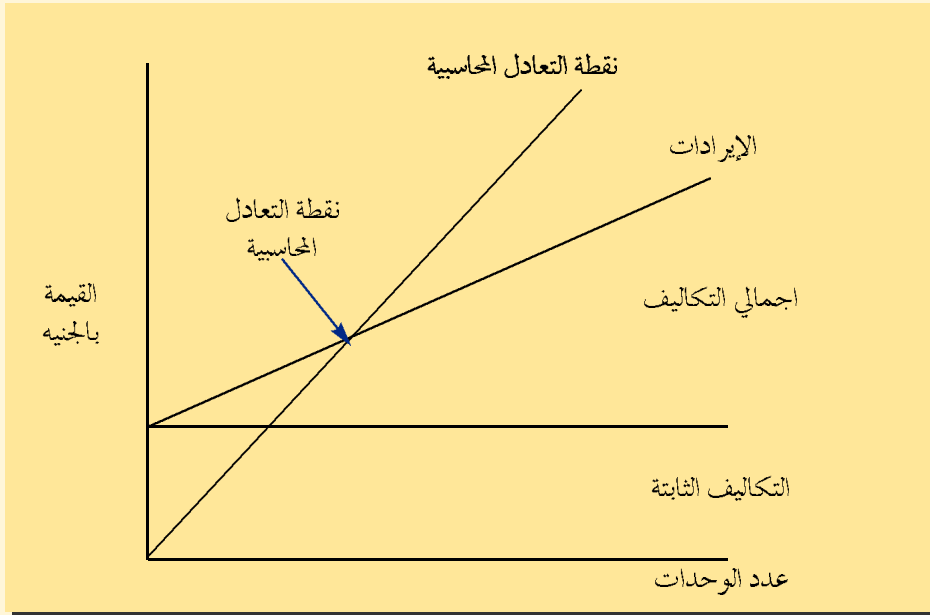 نقطة التعادل المحاسبية
الإيرادات
نقطة التعادل
المحاسبية
القيمة
بالجنيه
اجمالي التكاليف
التكاليف الثابتة
عدد الوحدات